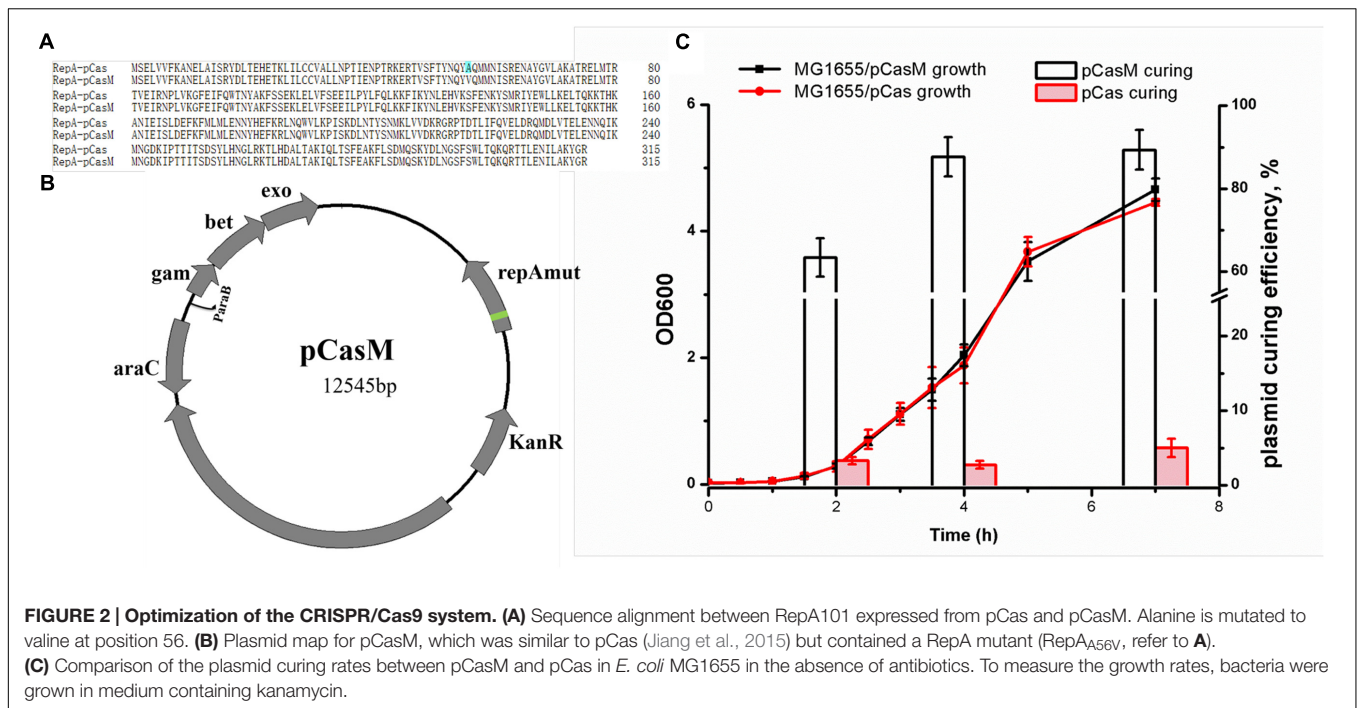 A
RepA-pCas MSELVVFKANELAISRYDLTEHETKLILCCVALLNPTIENPTRKERTVSFTYNQYAQMMNISRENAYGVLAKATRELMTR 80
RepA-pCasM MSELVVFKANELAISRYDLTEHETKLILCCVALLNPTIENPTRKERTVSFTYNQYVQMMNISRENAYGVLAKATRELMTR 80
RepA-pCas TVEIRNPLVKGFEIFQWTNYAKFSSEKLELVFSEEILPYLFQLKKFIKYNLEHVKSFENKYSMRIYEWLLKELTQKKTHK 160
RepA-pCasM TVEIRNPLVKGFEIFQWTNYAKFSSEKLELVFSEEILPYLFQLKKFIKYNLEHVKSFENKYSMRIYEWLLKELTQKKTHK 160
RepA-pCas ANIEISLDEFKFMLMLENNYHEFKRLNQWVLKPISKDLNTYSNMKLVVDKRGRPTDTLIFQVELDRQMDLVTELENNQIK 240
RepA-pCasM ANIEISLDEFKFMLMLENNYHEFKRLNQWVLKPISKDLNTYSNMKLVVDKRGRPTDTLIFQVELDRQMDLVTELENNQIK 240
RepA-pCas MNGDKIPTTITSDSYLHNGLRKTLHDALTAKIQLTSFEAKFLSDMQSKYDLNGSFSWLTQKQRTTLENILAKYGR 315
RepA-pCasM MNGDKIPTTITSDSYLHNGLRKTLHDALTAKIQLTSFEAKFLSDMQSKYDLNGSFSWLTQKQRTTLENILAKYGR 315
B
exo
bet
gam
ParaB
araC
repAmut
KanR
pCasM
12545bp
C
MG1655/pCasM growth
MG1655/pCas growth
pCasM curing
pCas curing
6
4
2
0
OD600
0 2 4 6 8
Time (h)
100
80
60
20
10
0
plasmid curing efficiency, %
FIGURE 2 | Optimization of the CRISPR/Cas9 system. (A) Sequence alignment between RepA101 expressed from pCas and pCasM. Alanine is mutated to
valine at position 56. (B) Plasmid map for pCasM, which was similar to pCas (Jiang et al., 2015) but contained a RepA mutant (RepAA56V, refer to A).
(C) Comparison of the plasmid curing rates between pCasM and pCas in E. coli MG1655 in the absence of antibiotics. To measure the growth rates, bacteria were
grown in medium containing kanamycin.